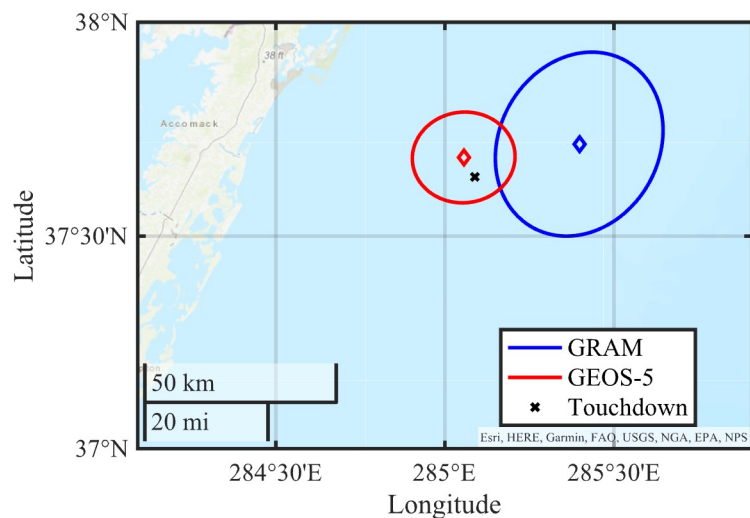 38°N
38 ft
Accomack
37°30'N
Latitude
GRAM
GEOS-5
Touchdown
50 km
20 mi
Esri, HERE, Garmin, FAO, USGS, NGA, EPA, NPS
37°N
284°30'E
285°E
285°30'E
Longitude